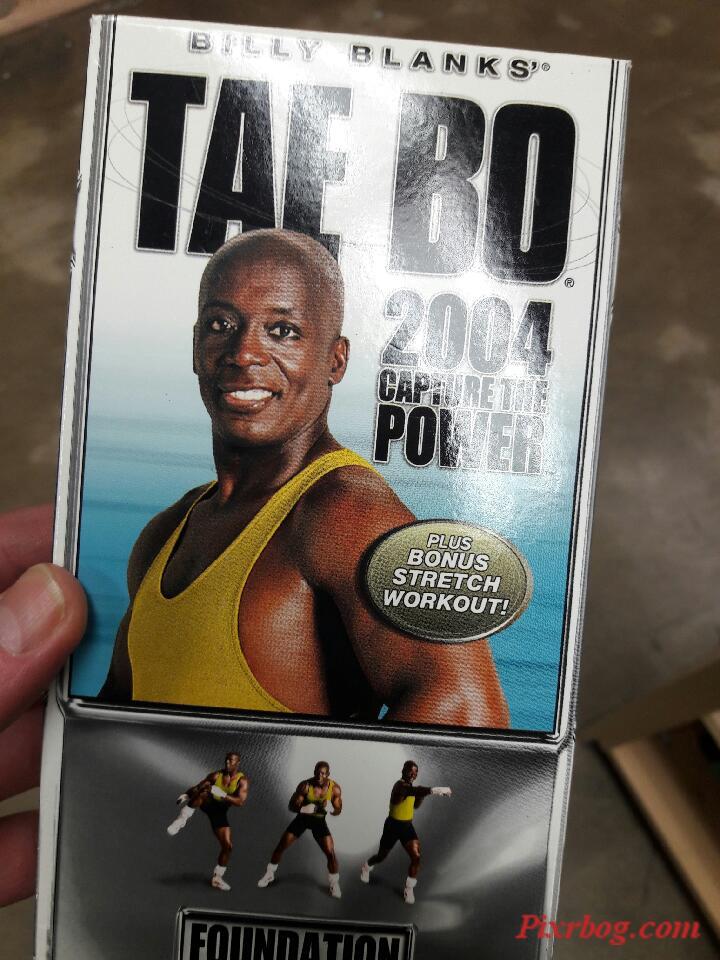 BILLY BLANKS'®
TAE BO®
2004
CAPTURE THE
POWER
PLUS
BONUS
STRETCH
WORKOUT!
FOUNDATION
Pixrbog.com